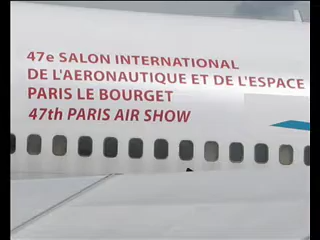 47e SALON INTERNATIONAL
DE L'AERONAUTIQUE ET DE L'ESPACE
PARIS LE BOURGET
47th PARIS AIR SHOW